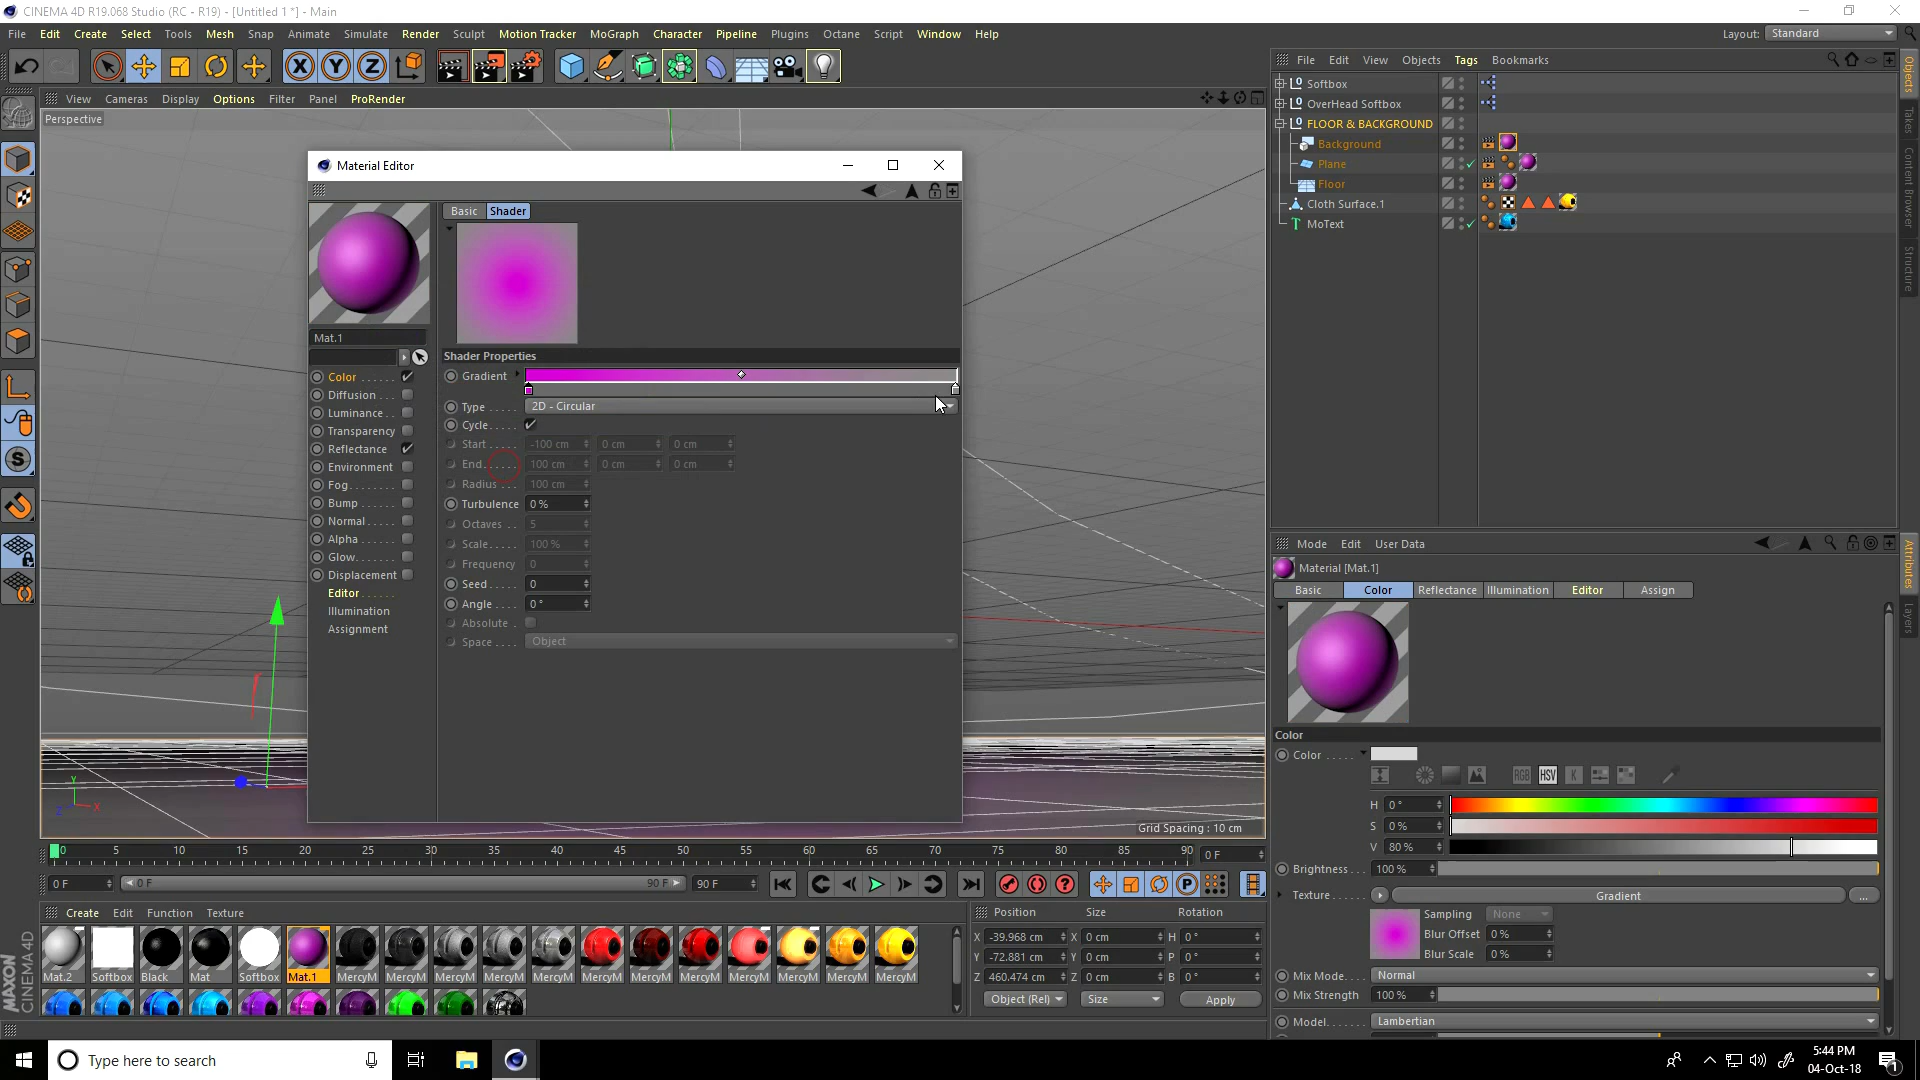 CINEMA 4D R19.068 Studio (RC - R19) - [Untitled 1 *] - Main
File Edit Create Select Tools Mesh Snap Animate Simulate Render Sculpt Motion Tracker MoGraph Character Pipeline Plugins Octane Script Window Help
Layout: Standard
View Cameras Display Options Filter Panel ProRender
Perspective
File Edit View Objects Tags Bookmarks
Softbox
OverHead Softbox
FLOOR & BACKGROUND
Background
Plane
Floor
Cloth Surface.1
MoText
Objects
Takes
Content Browser
Structure
Material Editor
Basic Shader
Mat.1
Color
Diffusion
Luminance
Transparency
Reflectance
Environment
Fog
Bump
Normal
Alpha
Glow
Displacement
Editor
Illumination
Assignment
Shader Properties
Gradient
Type 2D - Circular
Cycle
Start -100 cm 0 cm 0 cm
End 100 cm 0 cm 0 cm
Radius 100 cm
Turbulence 0 %
Octaves 5
Scale 100 %
Frequency 0
Seed 0
Angle 0 °
Absolute
Space Object
Grid Spacing : 10 cm
Mode Edit User Data
Material [Mat.1]
Basic Color Reflectance Illumination Editor Assign
Attributes
Layers
Color
Color
RGB HSV K
H 0 °
S 0 %
V 80 %
Brightness 100 %
Texture Gradient ...
Sampling None
Blur Offset 0 %
Blur Scale 0 %
Mix Mode Normal
Mix Strength 100 %
Model Lambertian
0 5 10 15 20 25 30 35 40 45 50 55 60 65 70 75 80 85 90 0 F
0 F 0 F 90 F 90 F
Create Edit Function Texture
Mat.2 Softbox Black Mat Softbox Mat.1 MercyM MercyM MercyM MercyM MercyM MercyM MercyM MercyM MercyM MercyM MercyM MercyM
Position Size Rotation
X -39.968 cm X 0 cm H 0 °
Y -72.881 cm Y 0 cm P 0 °
Z 460.474 cm Z 0 cm B 0 °
Object (Rel) Size Apply
MAXON
CINEMA 4D
Type here to search
5:44 PM
04-Oct-18
1